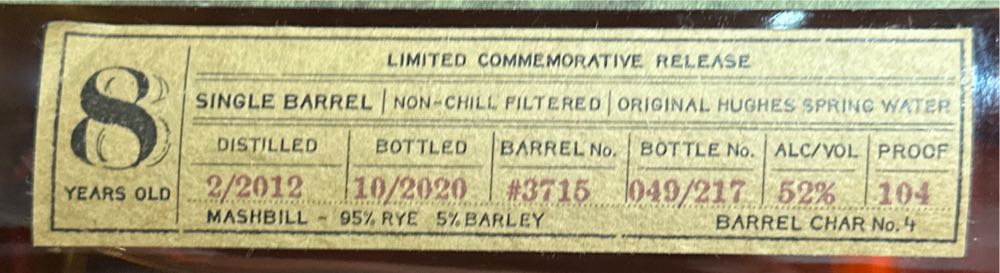 LIMITED COMMEMORATIVE RELEASE
8
YEARS OLD
SINGLE BARREL | NON-CHILL FILTERED | ORIGINAL HUGHES SPRING WATER
DISTILLED BOTTLED BARREL No. BOTTLE No. ALC/VOL PROOF
2/2012 10/2020 #3715 049/217 52% 104
MASHBILL - 95% RYE 5% BARLEY BARREL CHAR No. 4